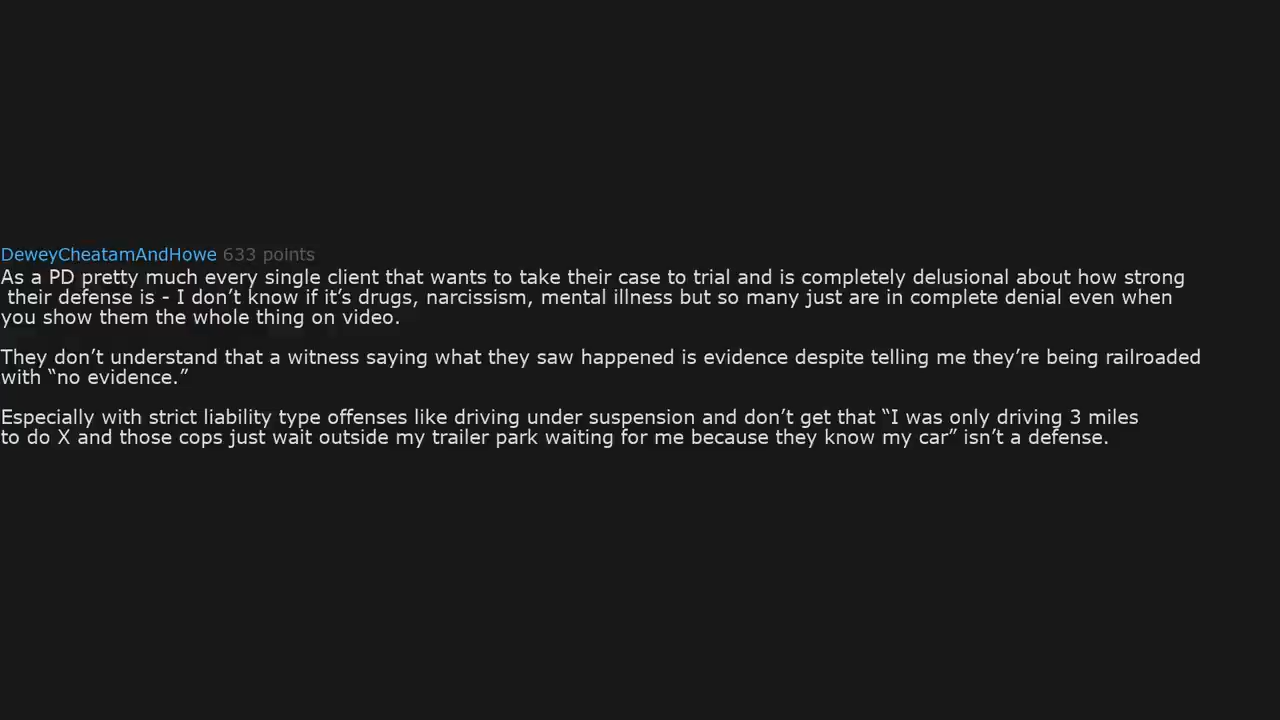 DeweyCheatamAndHowe 633 points
As a PD pretty much every single client that wants to take their case to trial and is completely delusional about how strong
their defense is - I don’t know if it’s drugs, narcissism, mental illness but so many just are in complete denial even when
you show them the whole thing on video.
They don’t understand that a witness saying what they saw happened is evidence despite telling me they’re being railroaded
with “no evidence.”
Especially with strict liability type offenses like driving under suspension and don’t get that “I was only driving 3 miles
to do X and those cops just wait outside my trailer park waiting for me because they know my car” isn’t a defense.